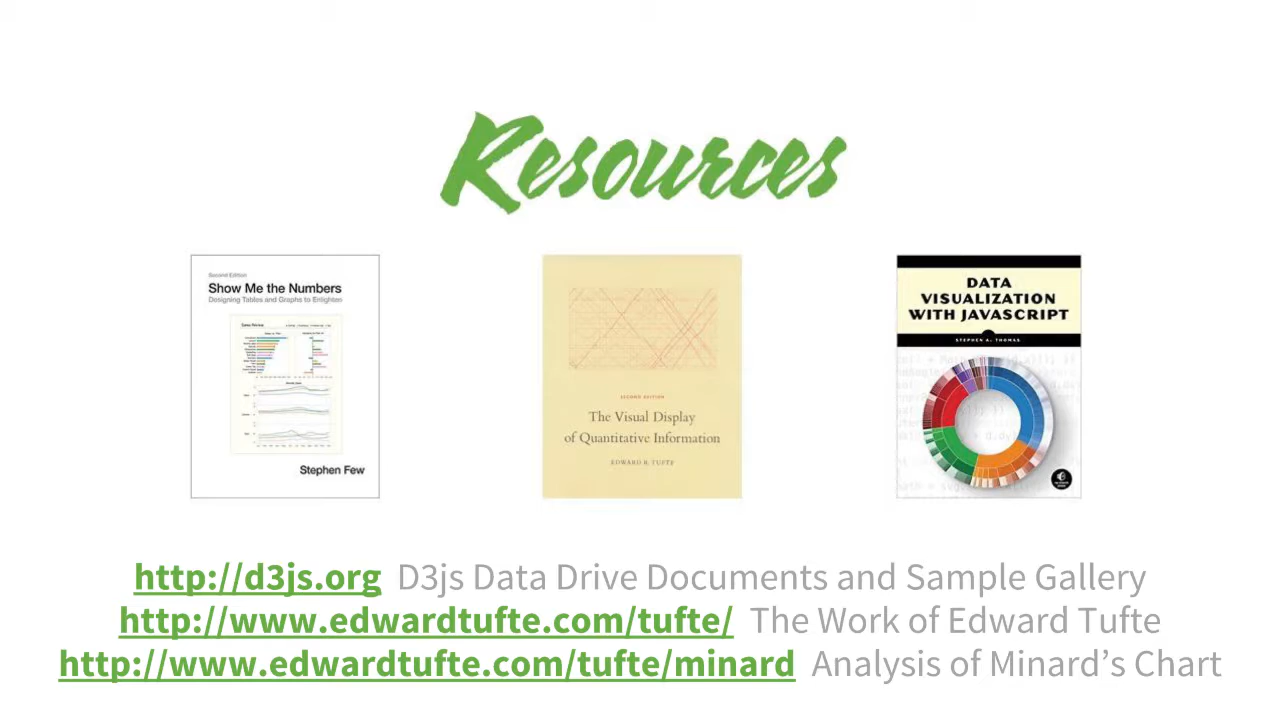 Resources
Second Edition
Show Me the Numbers
Designing Tables and Graphs to Enlighten
Stephen Few
SECOND EDITION
The Visual Display
of Quantitative Information
EDWARD R. TUFTE
DATA
VISUALIZATION
WITH JAVASCRIPT
STEPHEN A. THOMAS
http://d3js.org D3js Data Drive Documents and Sample Gallery
http://www.edwardtufte.com/tufte/ The Work of Edward Tufte
http://www.edwardtufte.com/tufte/minard Analysis of Minard’s Chart